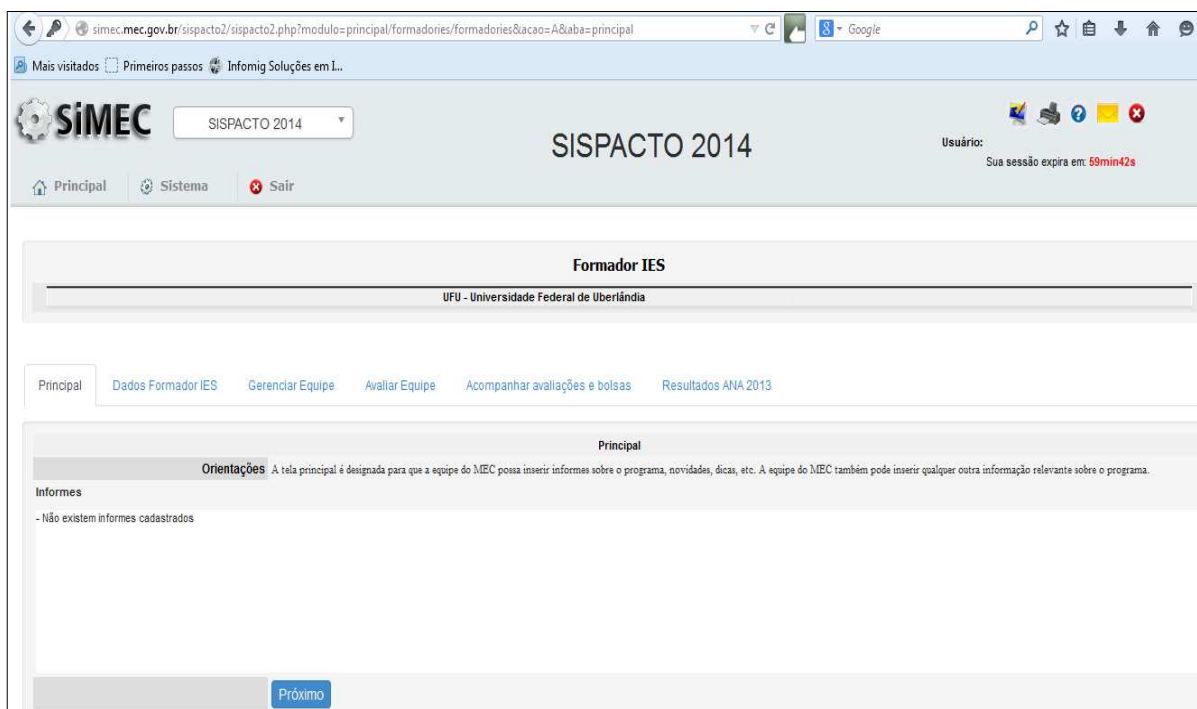 simec.mec.gov.br/sispacto2/sispacto2.php?modulo=principal/formadories/formadories&acao=A&aba=principal
8 Google
Mais visitados Primeiros passos Infomig Soluções em I...
SiMEC SISPACTO 2014
SISPACTO 2014
Usuário:
Sua sessão expira em: 59min42s
Principal Sistema Sair
Formador IES
UFU - Universidade Federal de Uberlândia
Principal Dados Formador IES Gerenciar Equipe Avaliar Equipe Acompanhar avaliações e bolsas Resultados ANA 2013
Principal
Orientações A tela principal é designada para que a equipe do MEC possa inserir informes sobre o programa, novidades, dicas, etc. A equipe do MEC também pode inserir qualquer outra informação relevante sobre o programa.
Informes
- Não existem informes cadastrados
Próximo